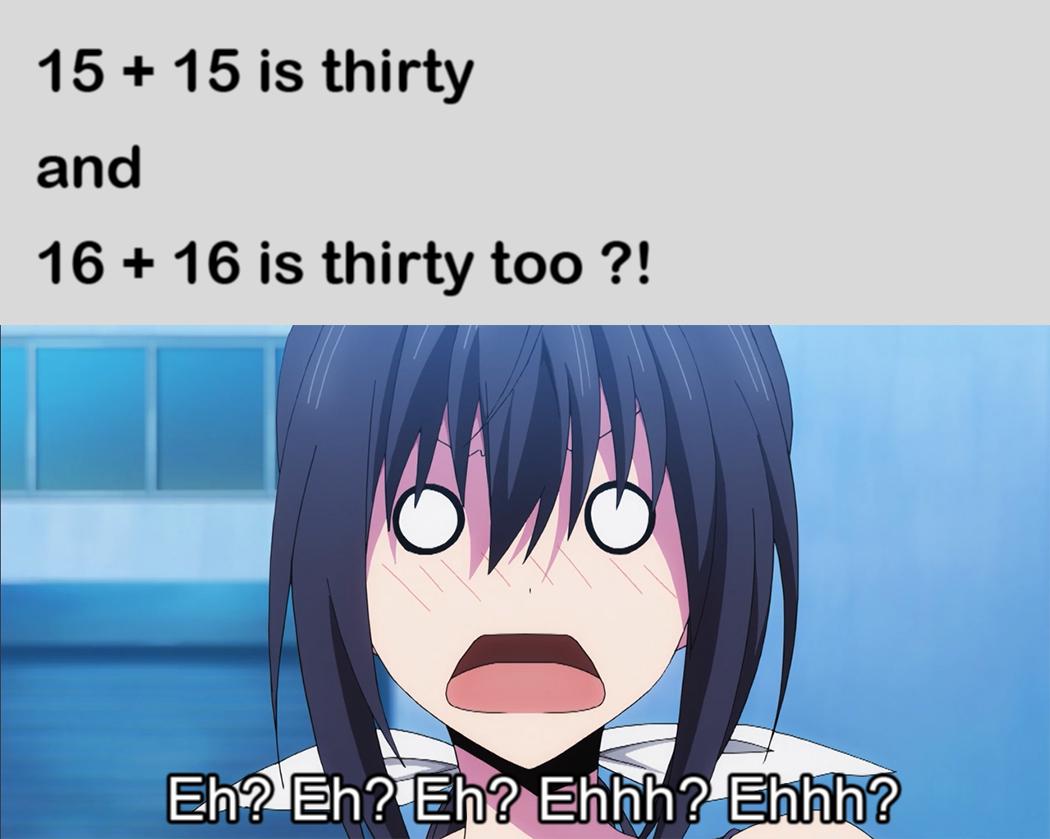 15 + 15 is thirty
and
16 + 16 is thirty too ?!
Eh? Eh? Eh? Ehhh? Ehhh?